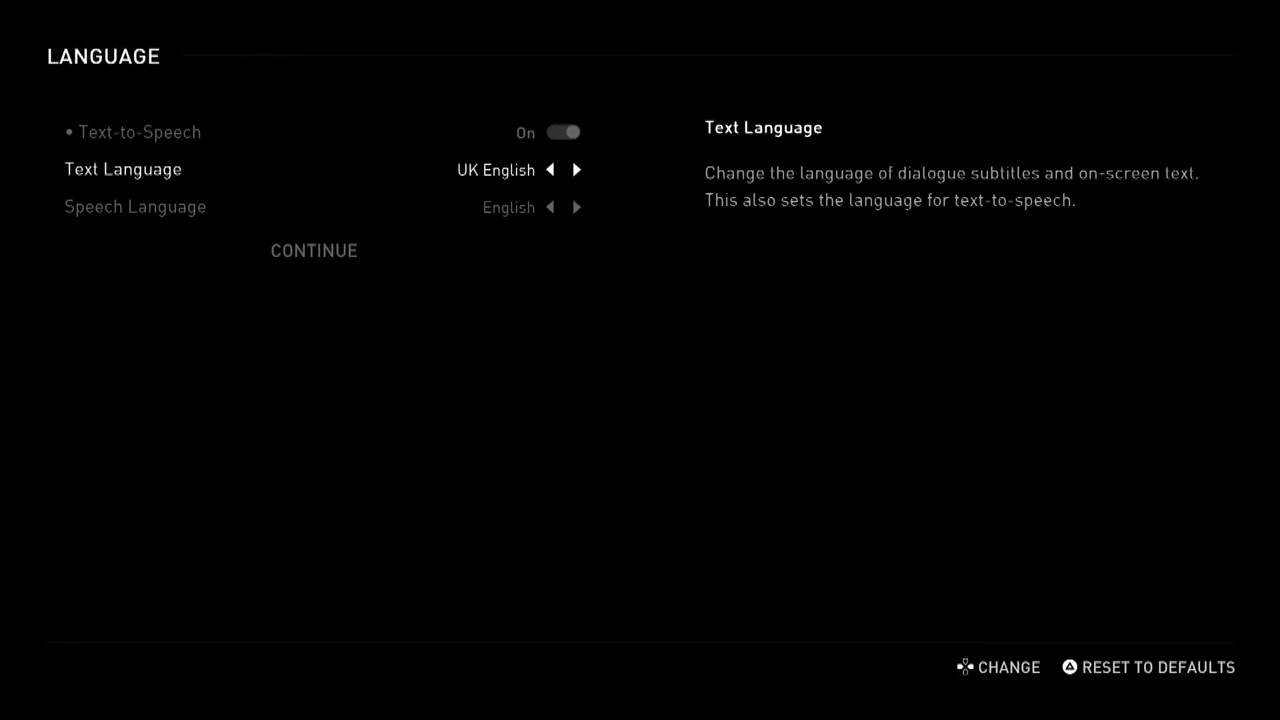 LANGUAGE
• Text-to-Speech On
Text Language UK English
Speech Language English
CONTINUE
Text Language
Change the language of dialogue subtitles and on-screen text.
This also sets the language for text-to-speech.
CHANGE RESET TO DEFAULTS